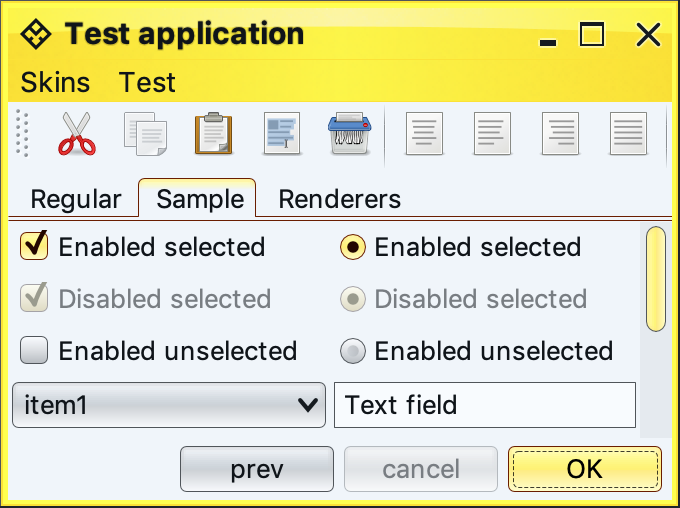 Test application
Skins Test
Regular Sample Renderers
Enabled selected Enabled selected
Disabled selected Disabled selected
Enabled unselected Enabled unselected
item1 Text field
prev cancel OK